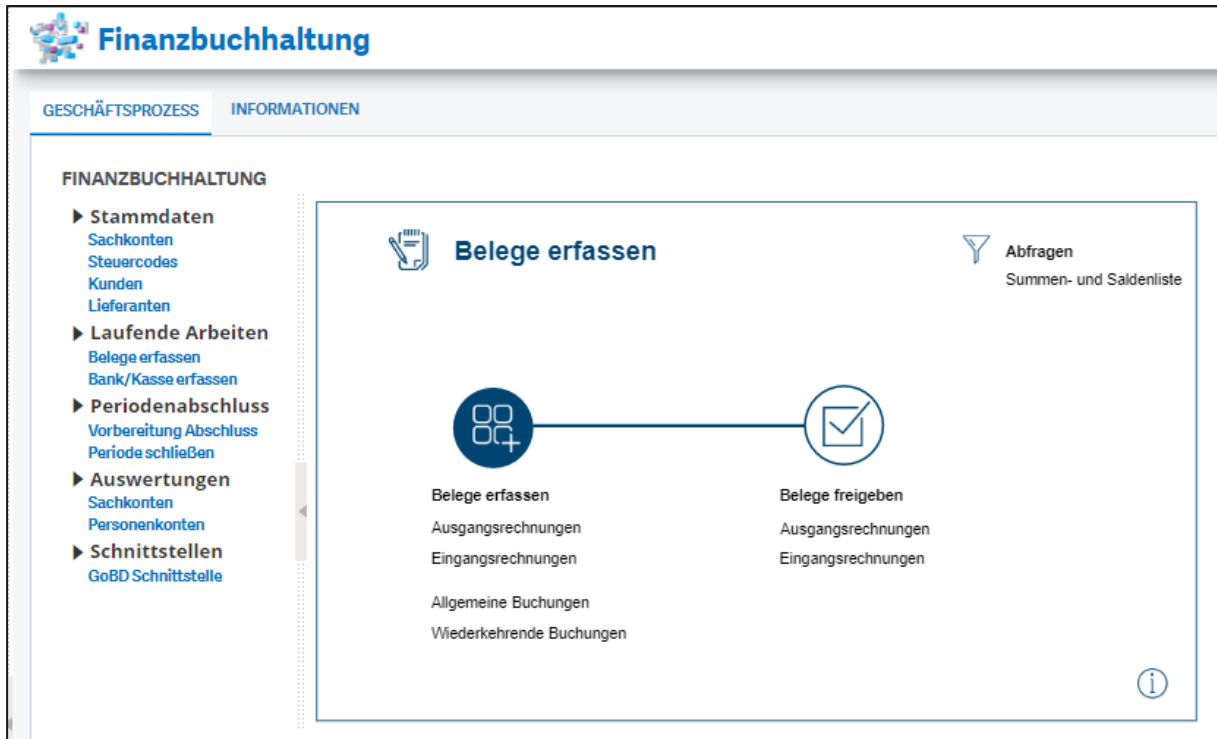 Finanzbuchhaltung
GESCHÄFTSPROZESS INFORMATIONEN
FINANZBUCHHALTUNG
Stammdaten
Sachkonten
Steuercodes
Kunden
Lieferanten
Laufende Arbeiten
Belege erfassen
Bank/Kasse erfassen
Periodenabschluss
Vorbereitung Abschluss
Periode schließen
Auswertungen
Sachkonten
Personenkonten
Schnittstellen
GoBD Schnittstelle
Belege erfassen
Abfragen
Summen- und Saldenliste
Belege erfassen
Ausgangsrechnungen
Eingangsrechnungen
Allgemeine Buchungen
Wiederkehrende Buchungen
Belege freigeben
Ausgangsrechnungen
Eingangsrechnungen